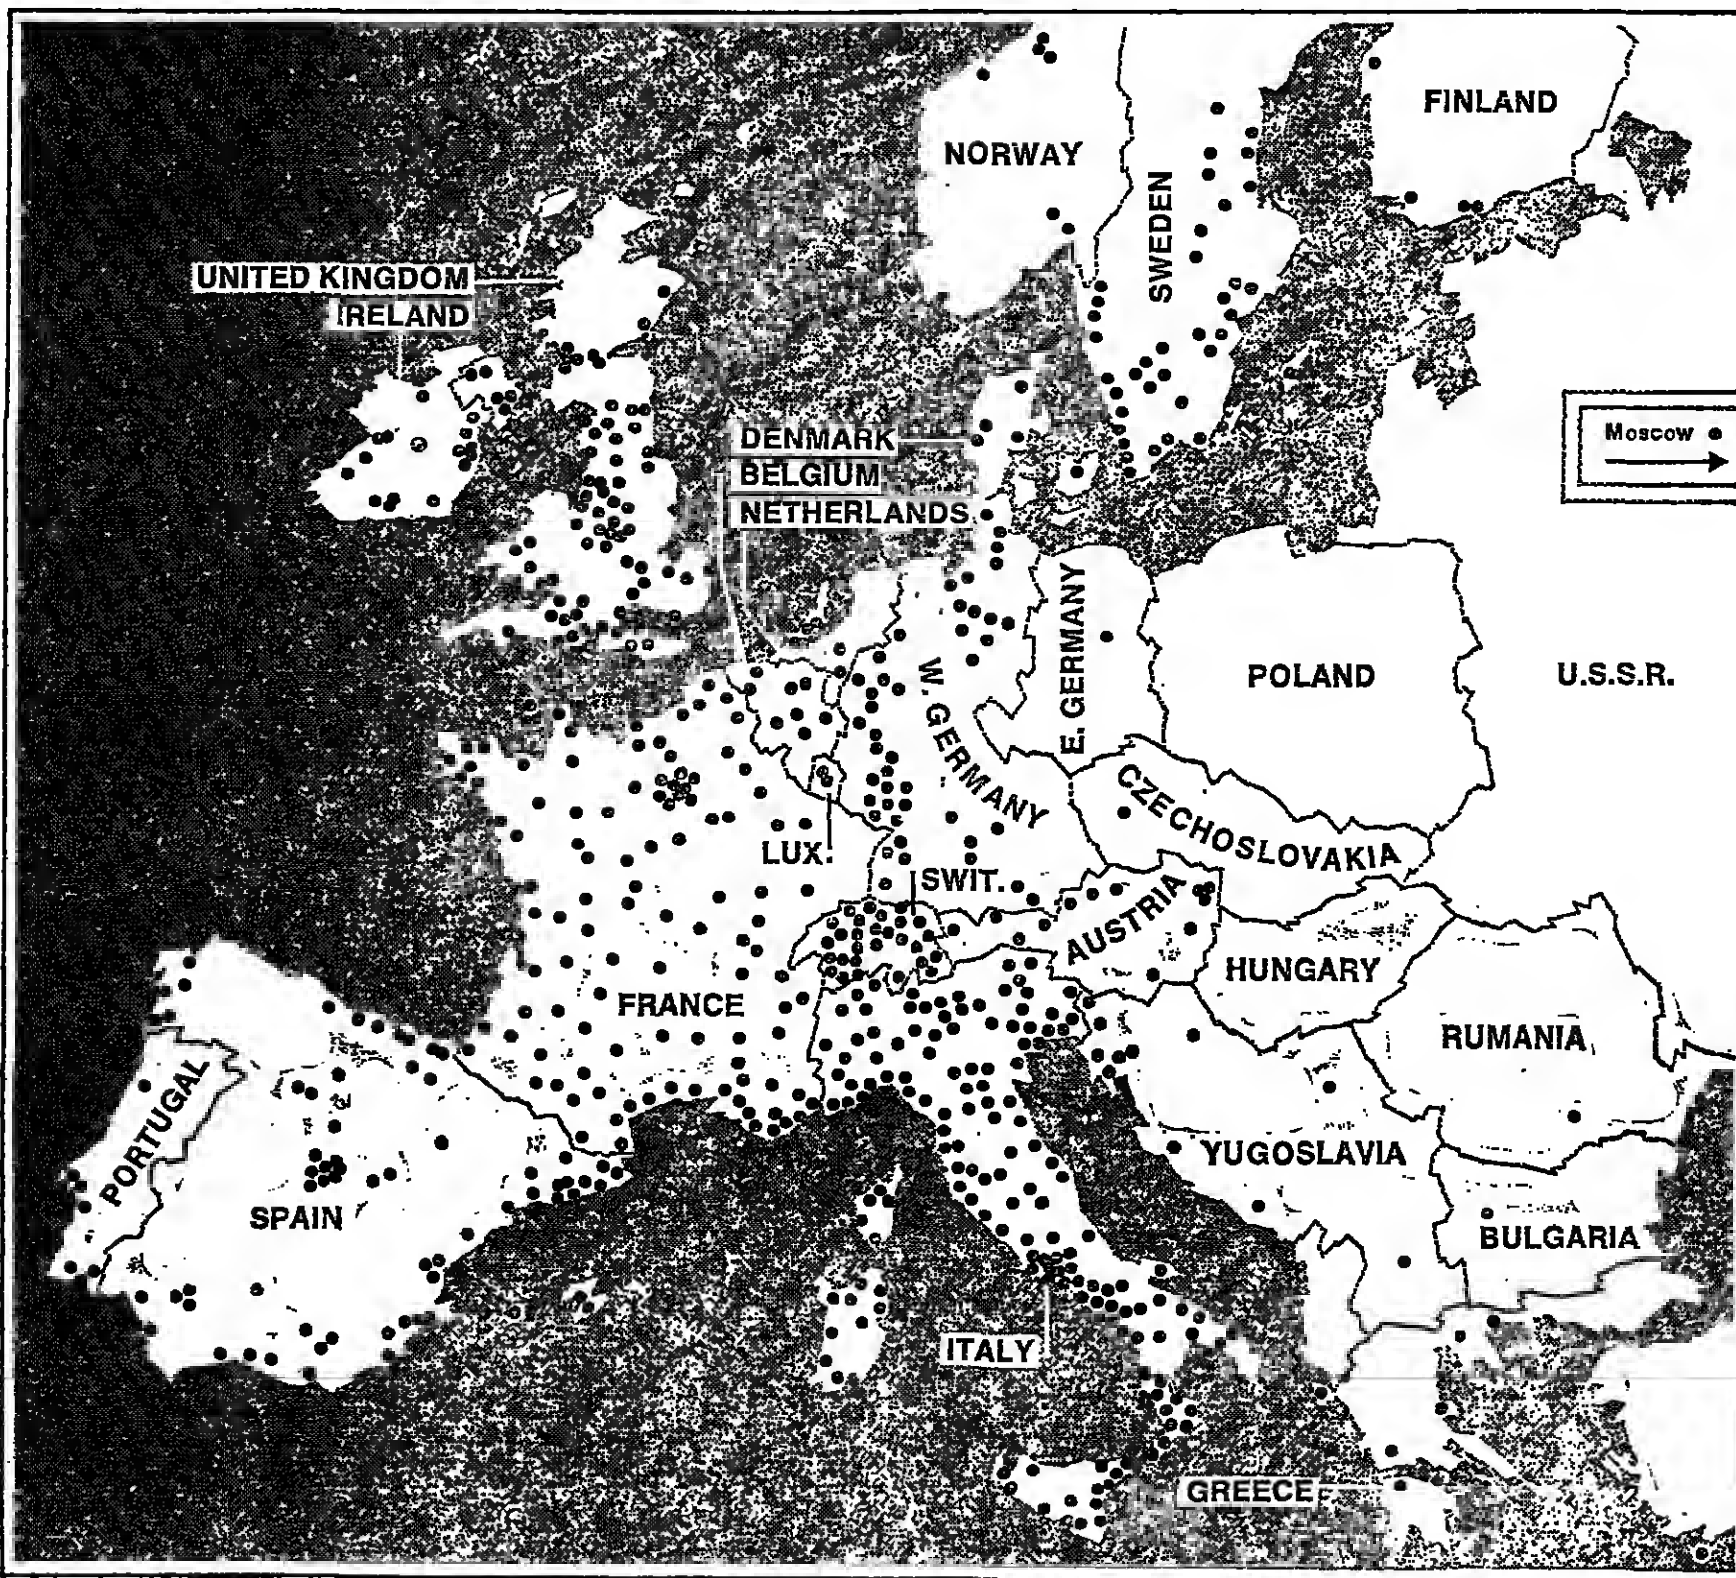 FINLAND
NORWAY
SWEDEN
UNITED KINGDOM
IRELAND
DENMARK
BELGIUM
NETHERLANDS
Moscow
E. GERMANY
W. GERMANY
POLAND
U.S.S.R.
CZECHOSLOVAKIA
LUX.
SWIT.
AUSTRIA
HUNGARY
FRANCE
RUMANIA
PORTUGAL
SPAIN
YUGOSLAVIA
BULGARIA
ITALY
GREECE